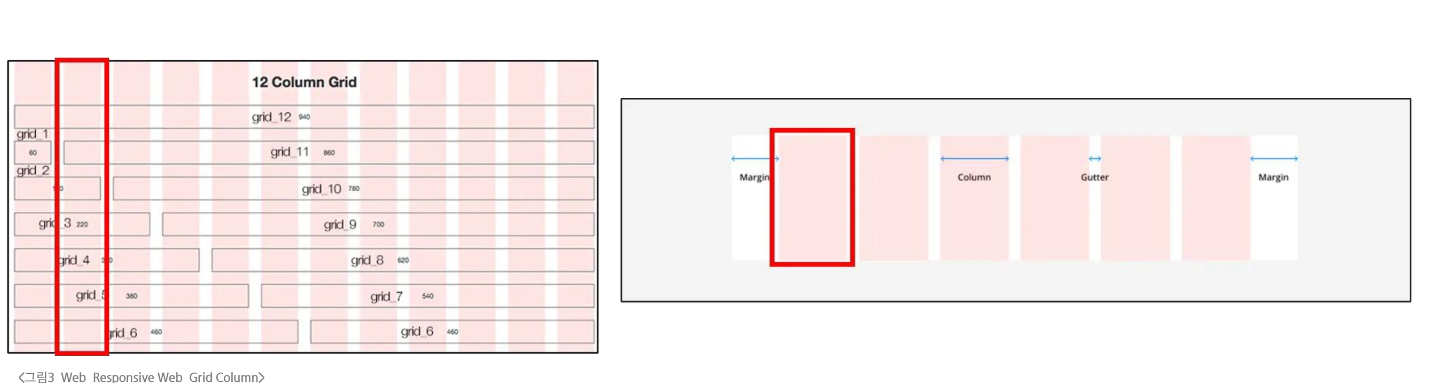 12 Column Grid
grid_12 940
grid_1
60
grid_11 860
grid_2
grid_10 780
grid_3 220
grid_9 700
grid_4
grid_8 620
grid_5 380
grid_7 540
grid_6 460
grid_6 460
Margin
Column
Gutter
Margin
<그림3 Web Responsive Web Grid Column>